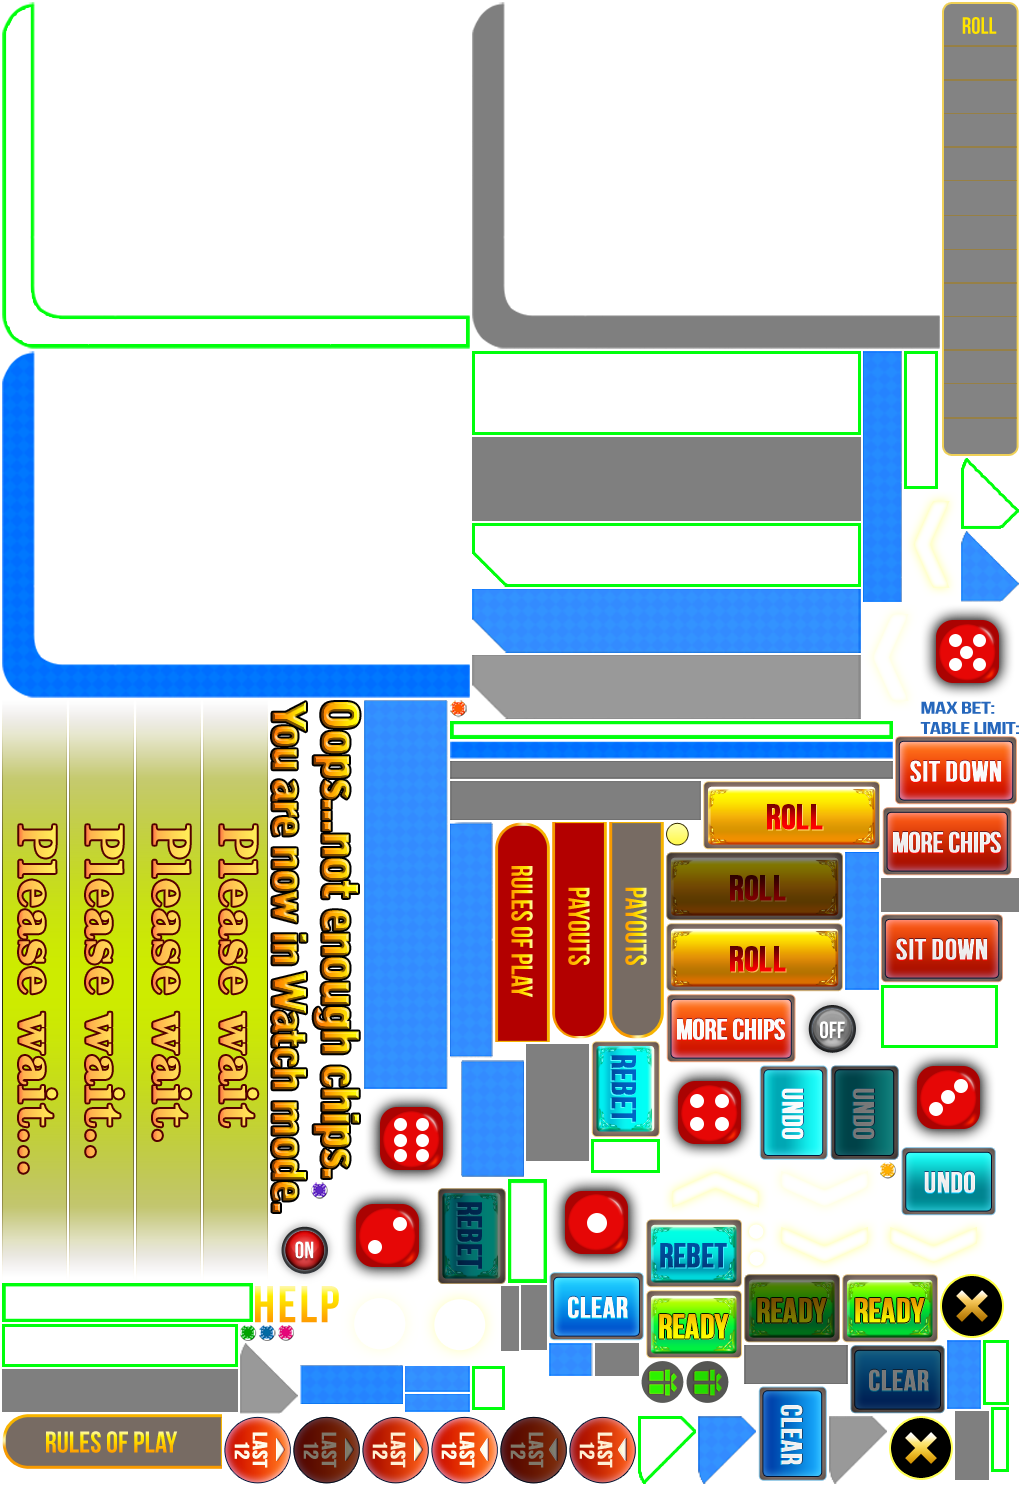 ROLL
MAX BET:
TABLE LIMIT:
Please wait...
Please wait..
Please wait.
Please wait
Oops...not enough chips.
You are now in Watch mode.
SIT DOWN
ROLL
MORE CHIPS
RULES OF PLAY
PAYOUTS
PAYOUTS
ROLL
ROLL
SIT DOWN
MORE CHIPS
OFF
REBET
UNDO
UNDO
UNDO
REBET
ON
REBET
HELP
CLEAR
READY
READY
READY
CLEAR
RULES OF PLAY
LAST
12
LAST
12
LAST
12
LAST
12
LAST
12
LAST
12
CLEAR